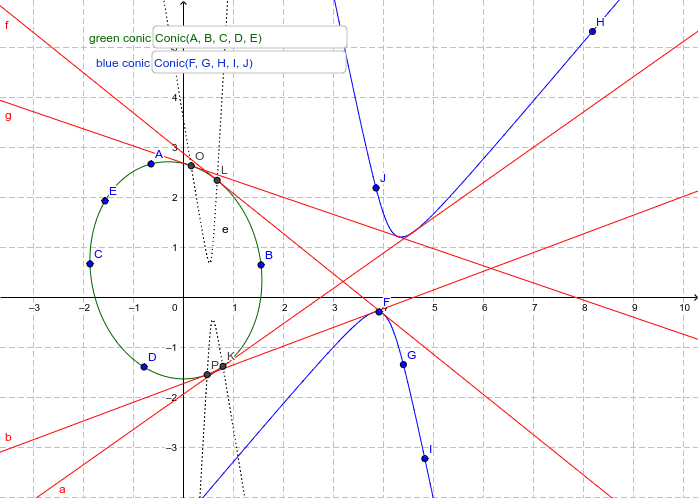 f
H
green conic Conic(A, B, C, D, E)
5
blue conic Conic(F, G, H, I, J)
4
g
3
A O
L
J
E
2
e
C
B
1
−3 −2 −1 0 1 2 3 4 5 6 7 8 9 10
F
−1
D P K
G
−2
b
−3
I
a